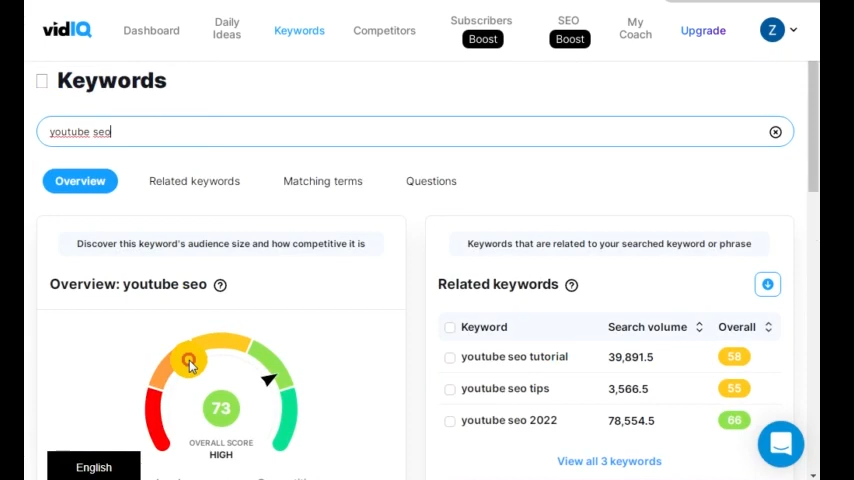 vidIQ
Dashboard
Daily Ideas
Keywords
Competitors
Subscribers
Boost
SEO
Boost
My Coach
Upgrade
Z
Keywords
youtube seo
Overview
Related keywords
Matching terms
Questions
Discover this keyword's audience size and how competitive it is
Overview: youtube seo
73
OVERALL SCORE
HIGH
English
Keywords that are related to your searched keyword or phrase
Related keywords
Keyword Search volume Overall
youtube seo tutorial 39,891.5 58
youtube seo tips 3,566.5 55
youtube seo 2022 78,554.5 66
View all 3 keywords